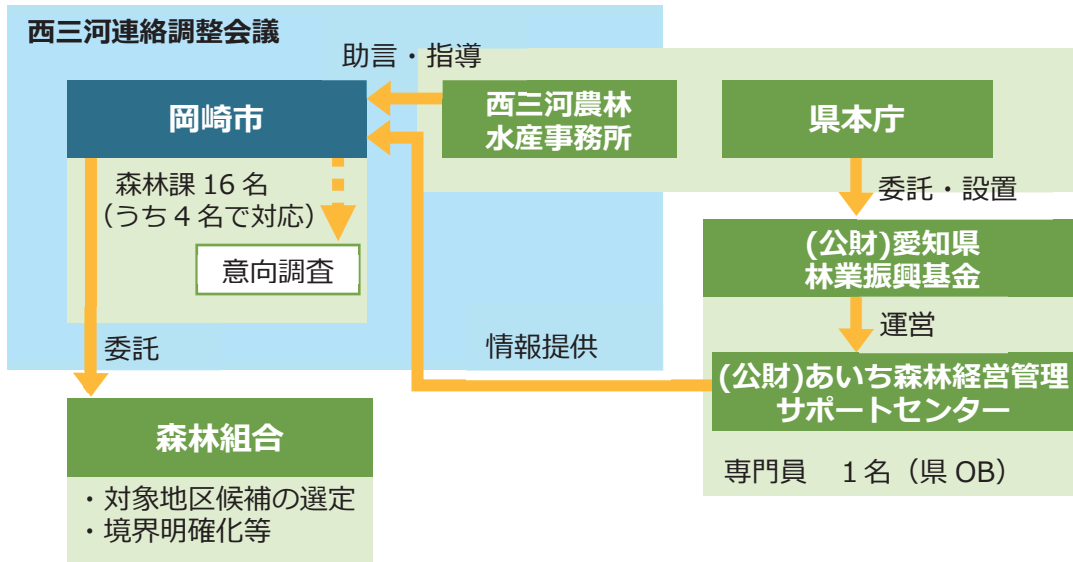 西三河連絡調整会議
助言・指導
岡崎市
西三河農林
水産事務所
県本庁
森林課 16 名
（うち 4 名で対応）
意向調査
委託・設置
(公財)愛知県
林業振興基金
運営
委託
情報提供
(公財)あいち森林経営管理
サポートセンター
専門員　1 名（県 OB）
森林組合
・対象地区候補の選定
・境界明確化等